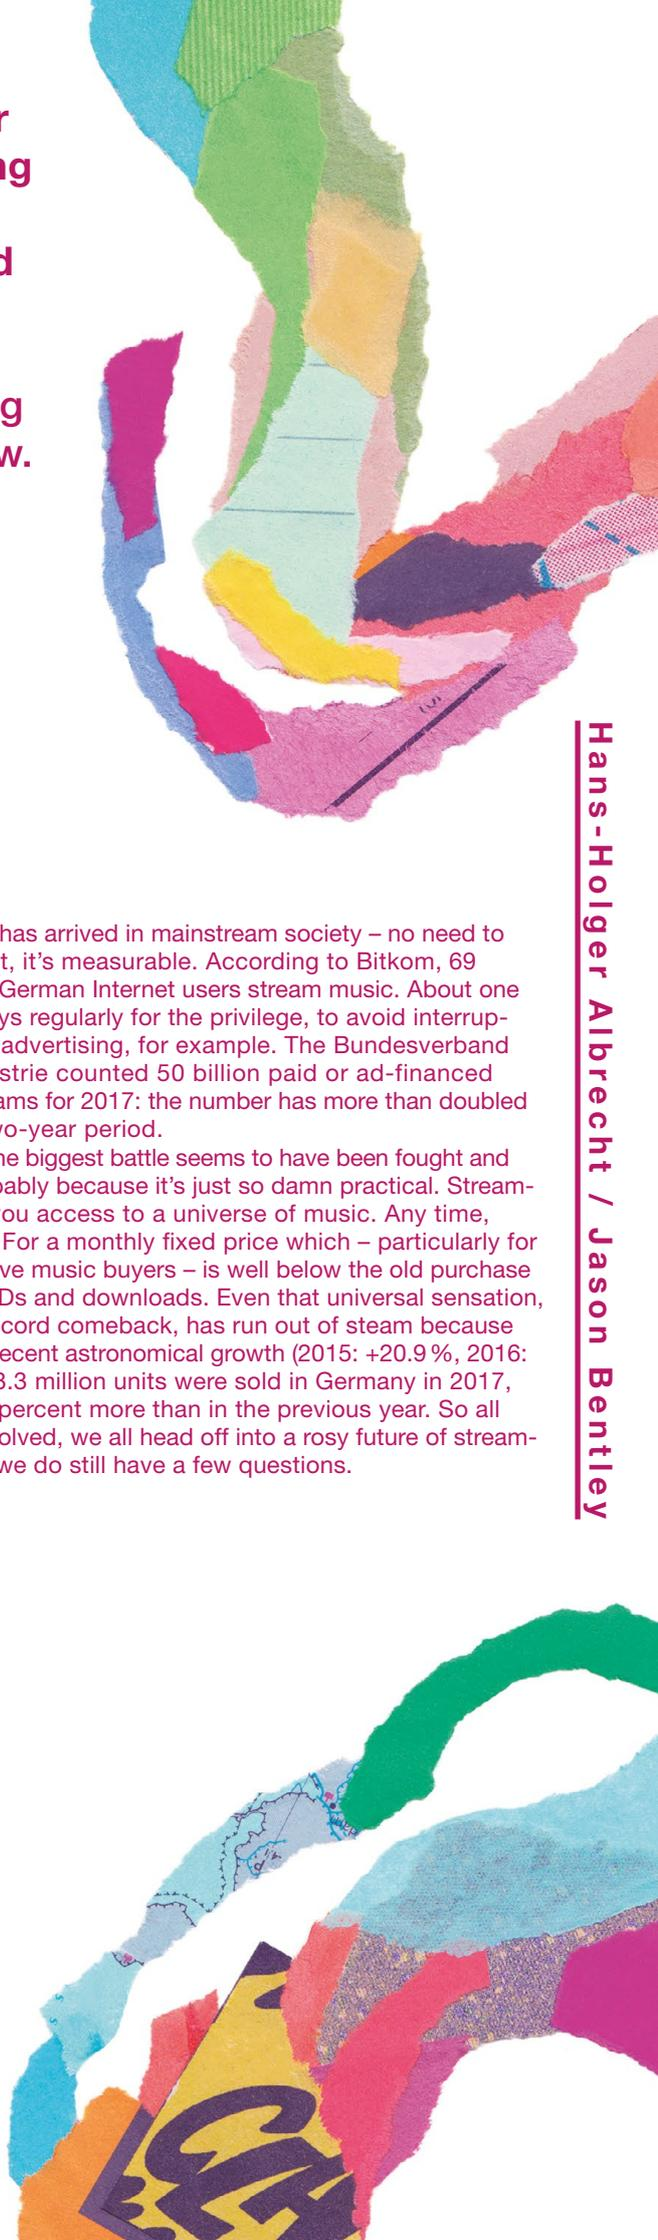 r
ng
d
g
w.
has arrived in mainstream society – no need to
t, it's measurable. According to Bitkom, 69
German Internet users stream music. About one
ys regularly for the privilege, to avoid interrup-
advertising, for example. The Bundesverband
strie counted 50 billion paid or ad-financed
ams for 2017: the number has more than doubled
wo-year period.
he biggest battle seems to have been fought and
bably because it's just so damn practical. Stream-
ou access to a universe of music. Any time,
For a monthly fixed price which – particularly for
ve music buyers – is well below the old purchase
Ds and downloads. Even that universal sensation,
cord comeback, has run out of steam because
ecent astronomical growth (2015: +20.9 %, 2016:
3.3 million units were sold in Germany in 2017,
percent more than in the previous year. So all
olved, we all head off into a rosy future of stream-
we do still have a few questions.
Hans-Holger Albrecht / Jason Bentley